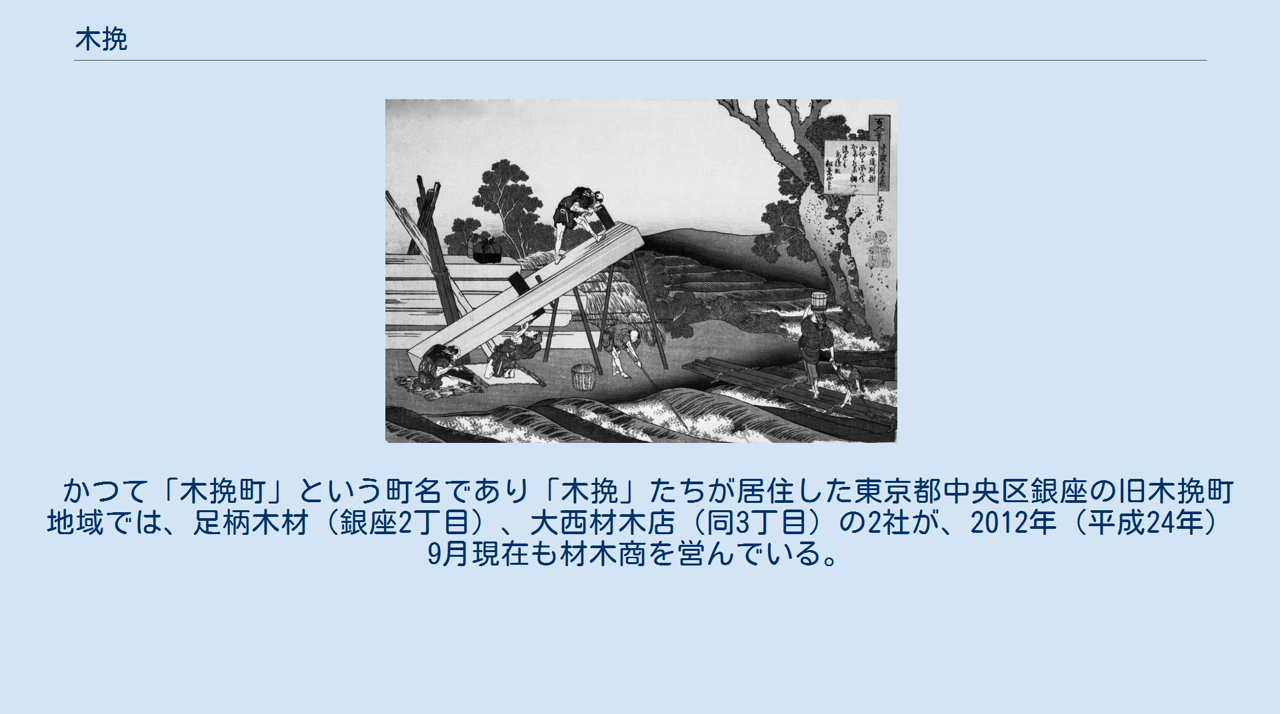 木挽
かつて「木挽町」という町名であり「木挽」たちが居住した東京都中央区銀座の旧木挽町
地域では、足柄木材（銀座2丁目）、大西材木店（同3丁目）の2社が、2012年（平成24年）
9月現在も材木商を営んでいる。